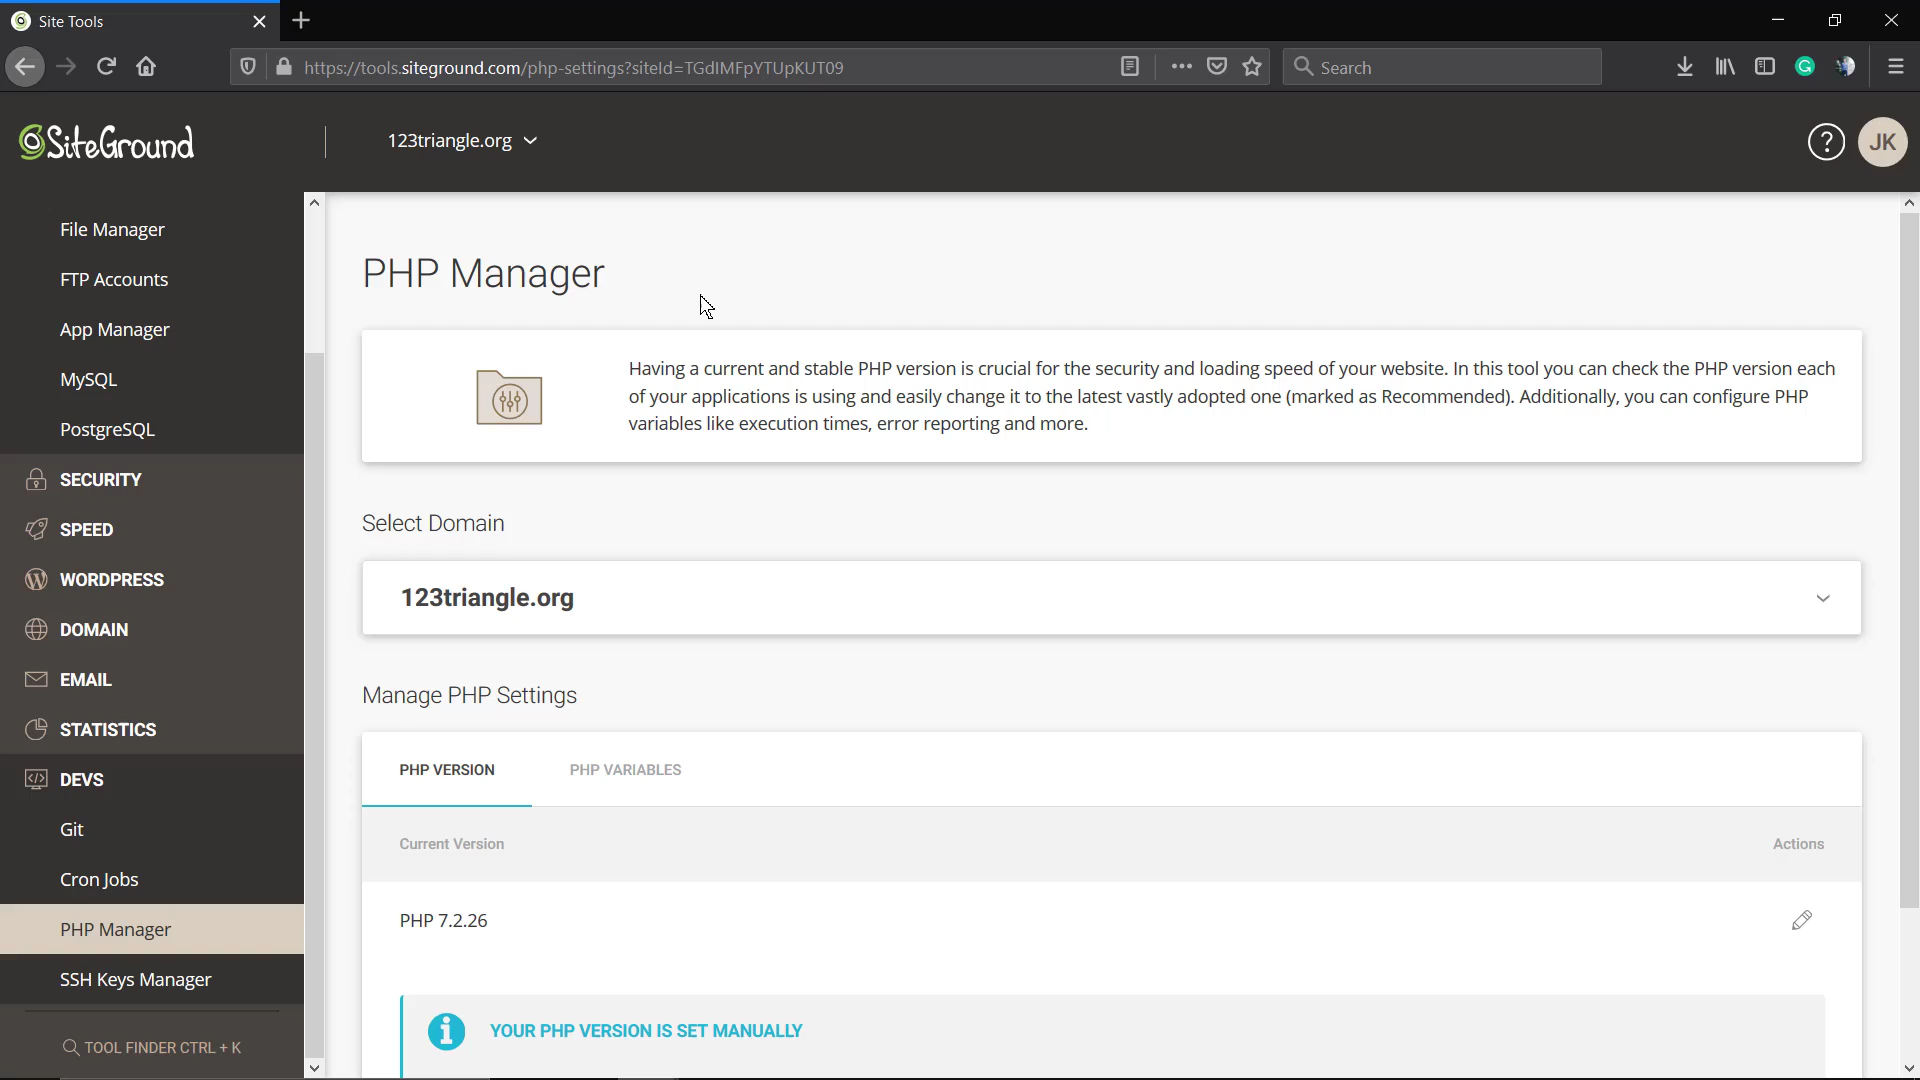 Site Tools
https://tools.siteground.com/php-settings?siteId=TGdIMFpYTUpKUT09
Search
SiteGround
123triangle.org
JK
File Manager
FTP Accounts
App Manager
MySQL
PostgreSQL
SECURITY
SPEED
WORDPRESS
DOMAIN
EMAIL
STATISTICS
DEVS
Git
Cron Jobs
PHP Manager
SSH Keys Manager
TOOL FINDER CTRL + K
PHP Manager
Having a current and stable PHP version is crucial for the security and loading speed of your website. In this tool you can check the PHP version each
of your applications is using and easily change it to the latest vastly adopted one (marked as Recommended). Additionally, you can configure PHP
variables like execution times, error reporting and more.
Select Domain
123triangle.org
Manage PHP Settings
PHP VERSION
PHP VARIABLES
Current Version
Actions
PHP 7.2.26
YOUR PHP VERSION IS SET MANUALLY